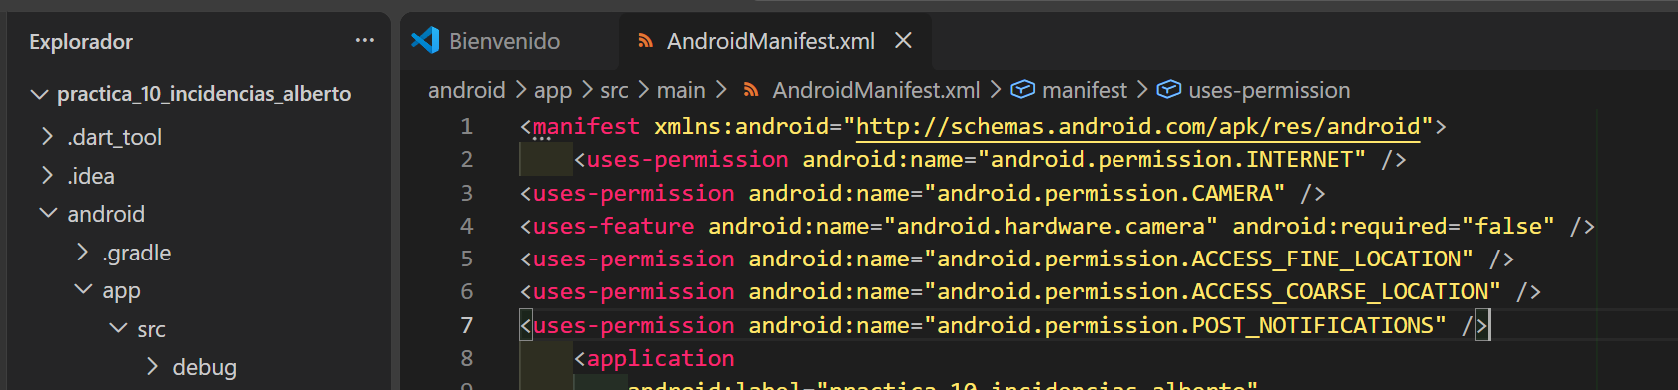 Explorador ...
practica_10_incidencias_alberto
.dart_tool
.idea
android
.gradle
app
src
debug
Bienvenido AndroidManifest.xml
android > app > src > main > AndroidManifest.xml > manifest > uses-permission
1 <manifest xmlns:android="http://schemas.android.com/apk/res/android">
2 <uses-permission android:name="android.permission.INTERNET" />
3 <uses-permission android:name="android.permission.CAMERA" />
4 <uses-feature android:name="android.hardware.camera" android:required="false" />
5 <uses-permission android:name="android.permission.ACCESS_FINE_LOCATION" />
6 <uses-permission android:name="android.permission.ACCESS_COARSE_LOCATION" />
7 <uses-permission android:name="android.permission.POST_NOTIFICATIONS" />
8 <application
9 android:label="practica_10_incidencias_alberto"